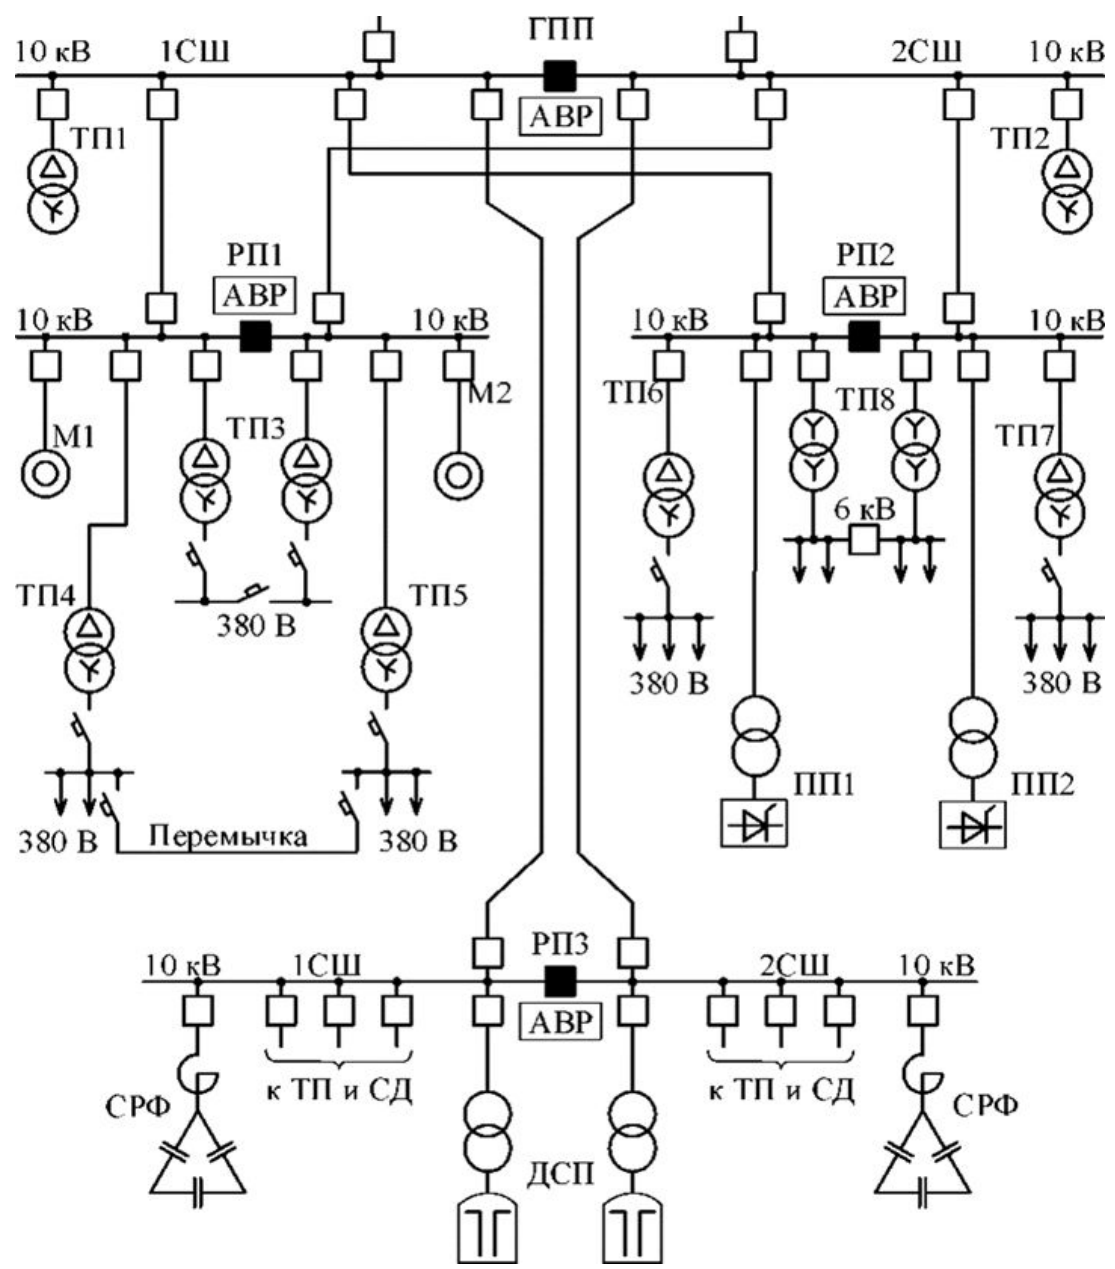 ГПП
10 кВ
1СШ
2СШ
10 кВ
АВР
ТП1
ТП2
РП1
РП2
АВР
АВР
10 кВ
10 кВ
10 кВ
10 кВ
ТП6
М2
ТП8
ТП3
М1
ТП7
6 кВ
ТП4
ТП5
380 В
380 В
380 В
ПП1
ПП2
380 В
Перемычка
380 В
РП3
10 кВ
1СШ
2СШ
10 кВ
АВР
к ТП и СД
к ТП и СД
СРФ
СРФ
ДСП